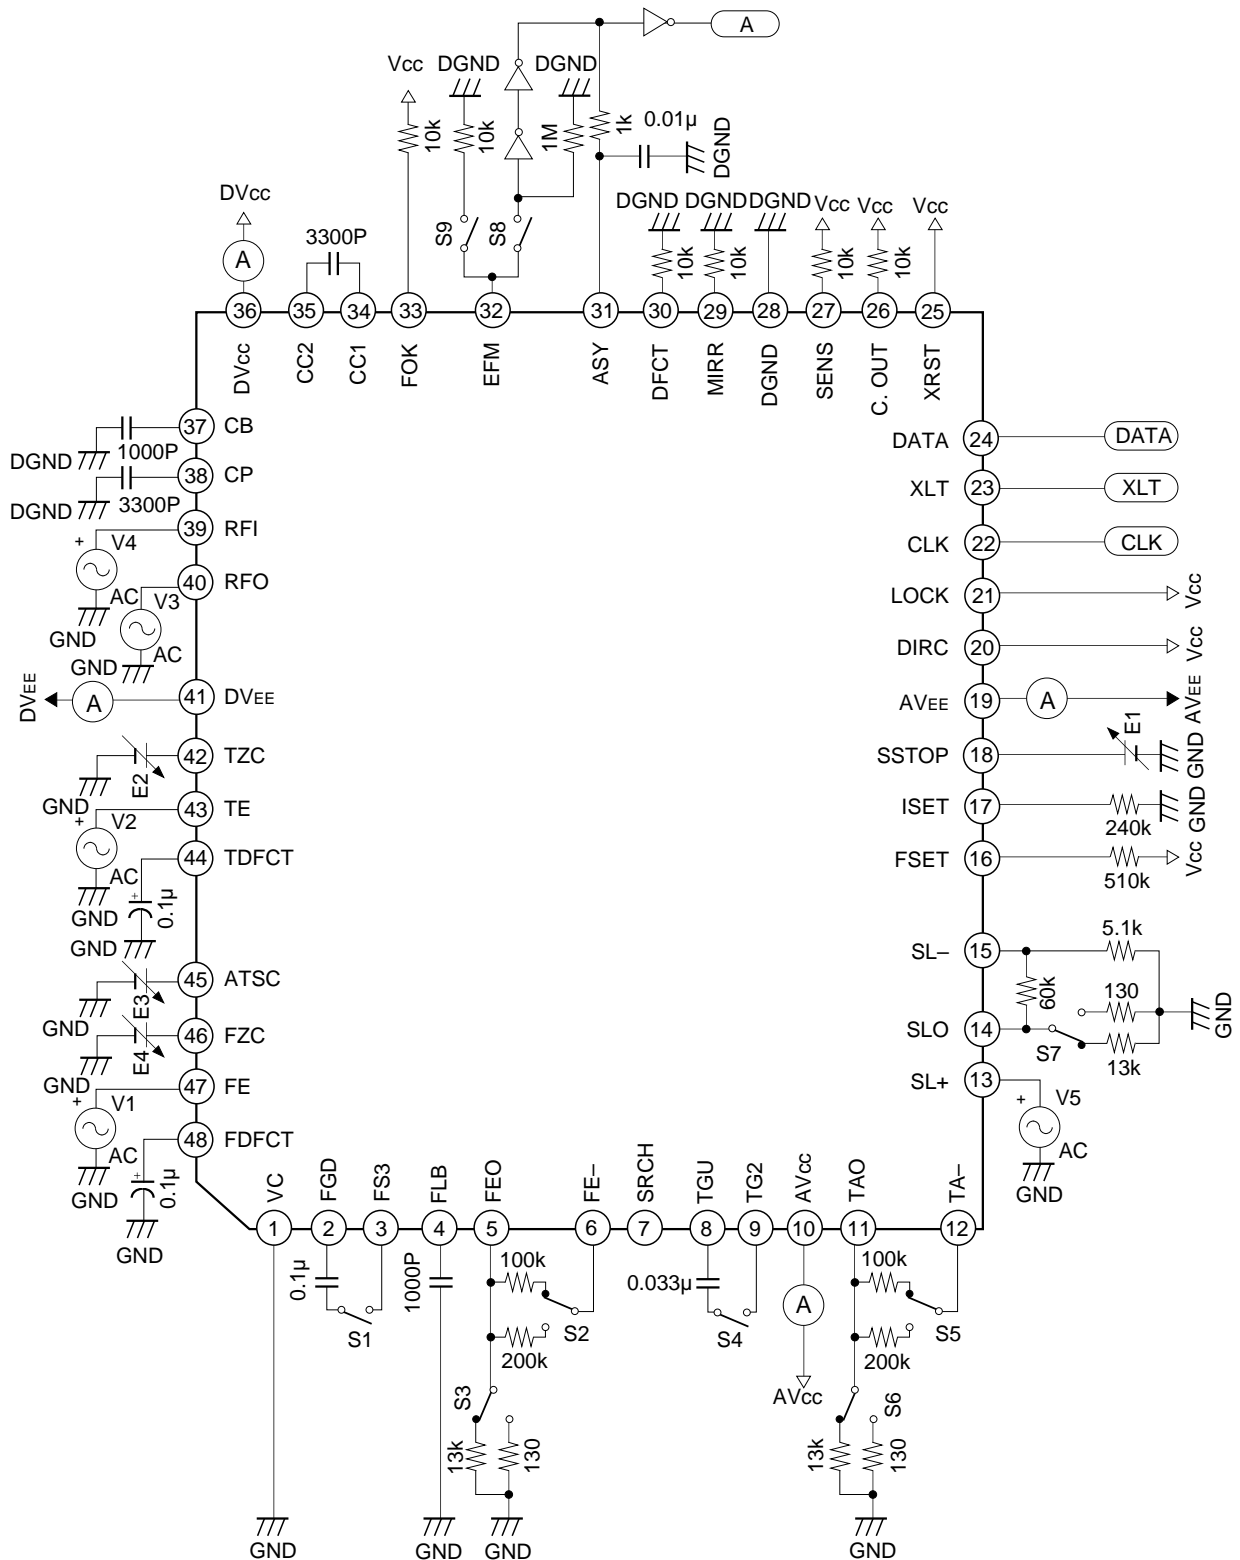 A
Vcc
DGND
DGND
10k
10k
1M
1k
0.01µ
DGND
DVcc
A
3300P
S9
S8
DGND
DGND
DGND
Vcc
Vcc
Vcc
10k
10k
10k
10k
36
35
34
33
32
31
30
29
28
27
26
25
DVcc
CC2
CC1
FOK
EFM
ASY
DFCT
MIRR
DGND
SENS
C. OUT
XRST
37
CB
1000P
DGND
38
CP
3300P
DGND
39
RFI
+
V4
AC
GND
40
RFO
V3
AC
GND
41
DVEE
A
DVEE
42
TZC
E2
GND
43
TE
+
V2
AC
GND
44
TDFCT
+
0.1µ
GND
45
ATSC
E3
GND
46
FZC
E4
GND
47
FE
+
V1
AC
GND
48
FDFCT
+
0.1µ
GND
DATA
24
DATA
XLT
23
XLT
CLK
22
CLK
LOCK
21
Vcc
DIRC
20
Vcc
AVEE
19
A
AVEE
SSTOP
18
E1
GND
ISET
17
240k
GND
FSET
16
510k
Vcc
SL–
15
5.1k
60k
130
SLO
14
S7
13k
GND
SL+
13
+
V5
AC
GND
VC
FGD
FS3
FLB
FEO
FE–
SRCH
TGU
TG2
AVcc
TAO
TA–
1
2
3
4
5
6
7
8
9
10
11
12
0.1µ
S1
1000P
100k
S2
200k
S3
13k
130
0.033µ
S4
A
AVcc
100k
S5
200k
S6
13k
130
GND
GND
GND
GND